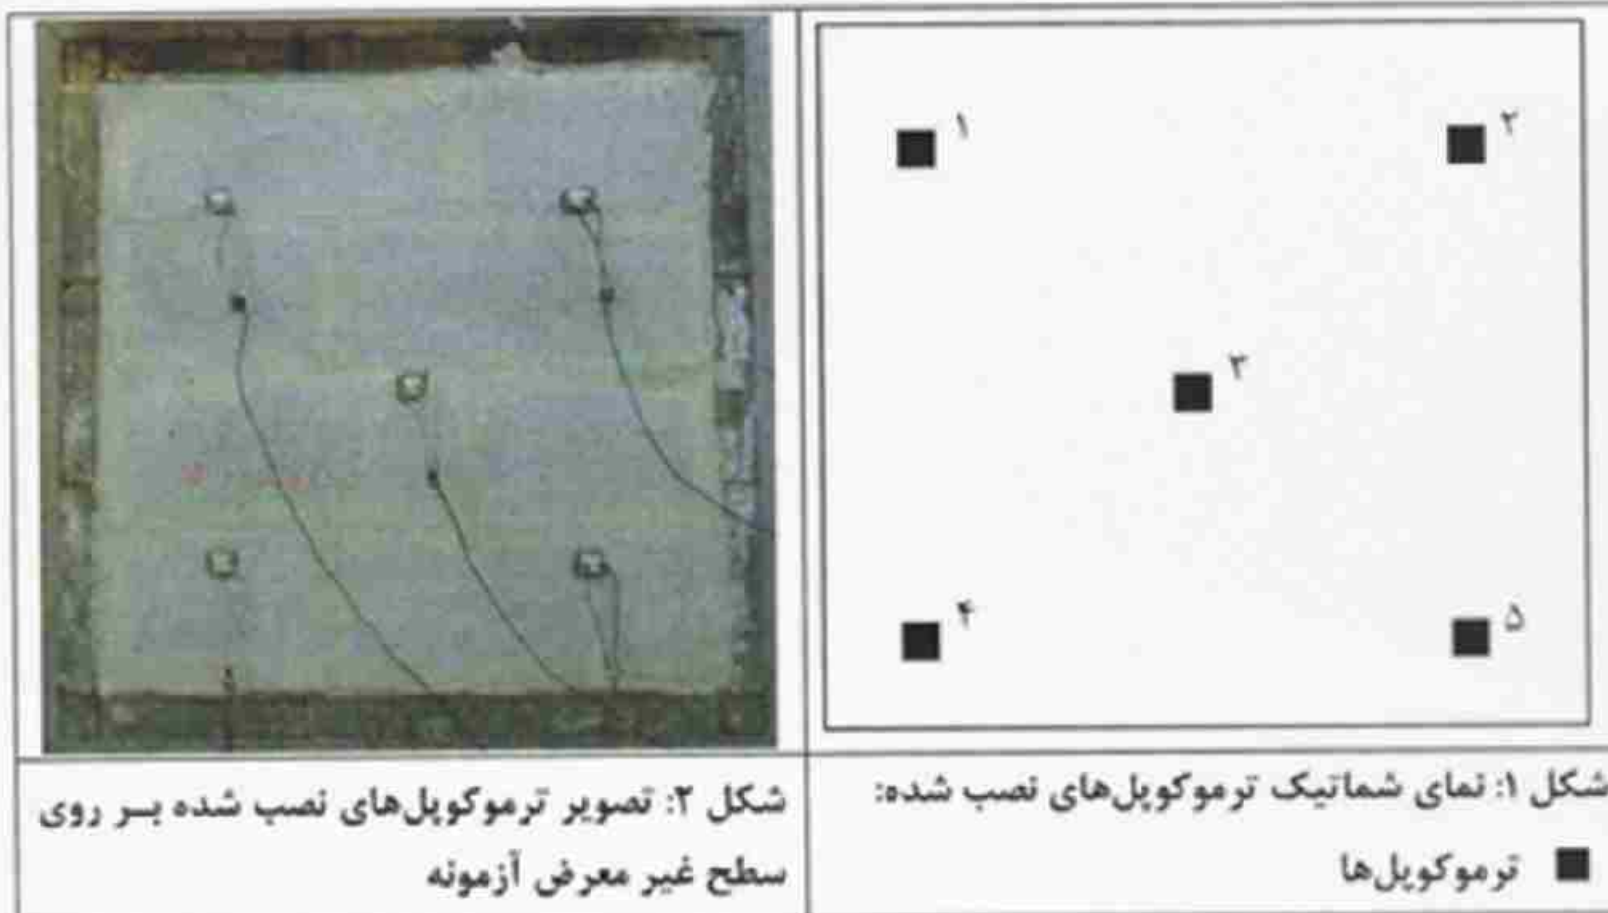 ۱
۲
۳
۴
۵
شکل ۱: نمای شماتیک ترموکوپل‌های نصب شده:
■ ترموکوپل‌ها
شکل ۲: تصویر ترموکوپل‌های نصب شده بـر روی
سطح غیر معرض آزمونه